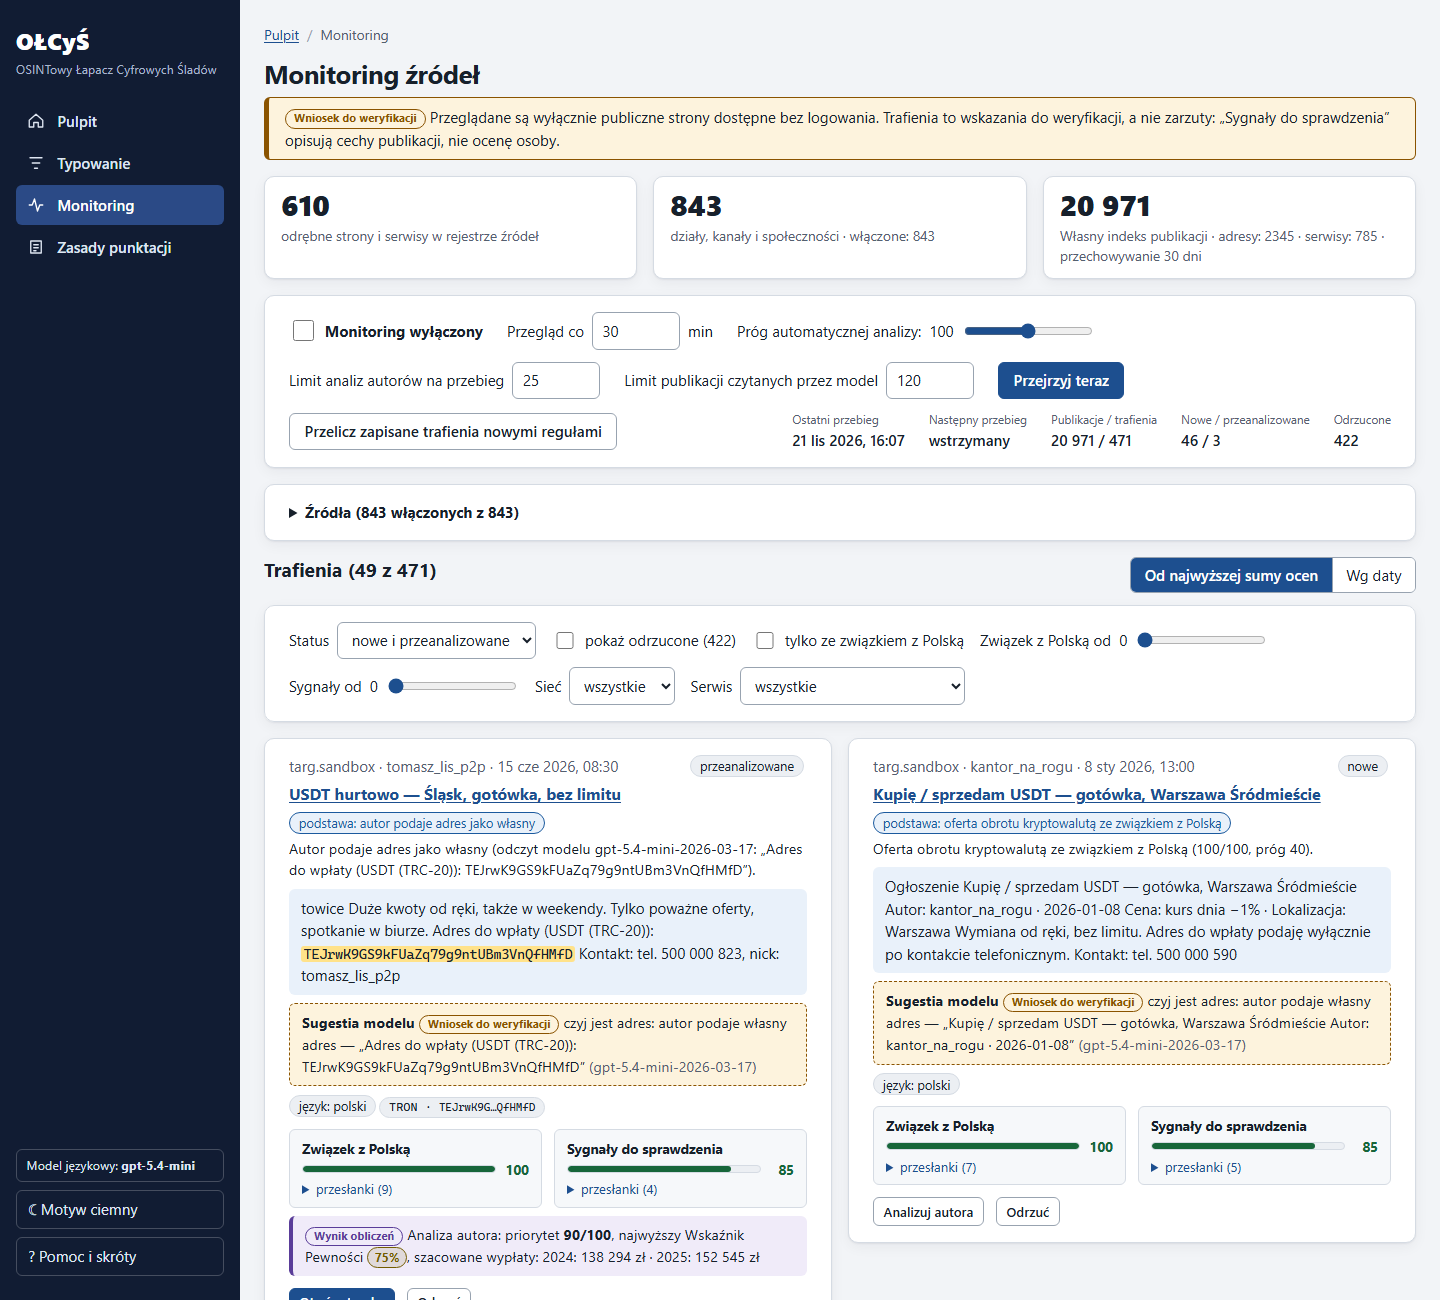 OŁCyŚ
OSINTowy Łapacz Cyfrowych Śladów
Pulpit
Typowanie
Monitoring
Zasady punktacji
Model językowy: gpt-5.4-mini
☾ Motyw ciemny
? Pomoc i skróty
Pulpit / Monitoring
Monitoring źródeł
Wniosek do weryfikacji Przeglądane są wyłącznie publiczne strony dostępne bez logowania. Trafienia to wskazania do weryfikacji, a nie zarzuty: „Sygnały do sprawdzenia”
opisują cechy publikacji, nie ocenę osoby.
610
odrębne strony i serwisy w rejestrze źródeł
843
działy, kanały i społeczności · włączone: 843
20 971
Własny indeks publikacji · adresy: 2345 · serwisy: 785 ·
przechowywanie 30 dni
Monitoring wyłączony Przegląd co 30 min Próg automatycznej analizy: 100
Limit analiz autorów na przebieg 25 Limit publikacji czytanych przez model 120 Przejrzyj teraz
Przelicz zapisane trafienia nowymi regułami
Ostatni przebieg Następny przebieg Publikacje / trafienia Nowe / przeanalizowane Odrzucone
21 lis 2026, 16:07 wstrzymany 20 971 / 471 46 / 3 422
Źródła (843 włączonych z 843)
Trafienia (49 z 471)
Od najwyższej sumy ocen Wg daty
Status nowe i przeanalizowane pokaż odrzucone (422) tylko ze związkiem z Polską Związek z Polską od 0
Sygnały od 0 Sieć wszystkie Serwis wszystkie
targ.sandbox · tomasz_lis_p2p · 15 cze 2026, 08:30 przeanalizowane
USDT hurtowo — Śląsk, gotówka, bez limitu
podstawa: autor podaje adres jako własny
Autor podaje adres jako własny (odczyt modelu gpt-5.4-mini-2026-03-17: „Adres
do wpłaty (USDT (TRC-20)): TEJrwK9GS9kFUaZq79g9ntUBm3VnQfHMfD”).
towice Duże kwoty od ręki, także w weekendy. Tylko poważne oferty,
spotkanie w biurze. Adres do wpłaty (USDT (TRC-20)):
TEJrwK9GS9kFUaZq79g9ntUBm3VnQfHMfD Kontakt: tel. 500 000 823, nick:
tomasz_lis_p2p
Sugestia modelu Wniosek do weryfikacji czyj jest adres: autor podaje własny
adres — „Adres do wpłaty (USDT (TRC-20)):
TEJrwK9GS9kFUaZq79g9ntUBm3VnQfHMfD” (gpt-5.4-mini-2026-03-17)
język: polski TRON · TEJrwK9G…QfHMfD
Związek z Polską
100
przesłanki (9)
Sygnały do sprawdzenia
85
przesłanki (4)
Wynik obliczeń Analiza autora: priorytet 90/100, najwyższy Wskaźnik
Pewności 75%, szacowane wypłaty: 2024: 138 294 zł · 2025: 152 545 zł
targ.sandbox · kantor_na_rogu · 8 sty 2026, 13:00 nowe
Kupię / sprzedam USDT — gotówka, Warszawa Śródmieście
podstawa: oferta obrotu kryptowalutą ze związkiem z Polską
Oferta obrotu kryptowalutą ze związkiem z Polską (100/100, próg 40).
Ogłoszenie Kupię / sprzedam USDT — gotówka, Warszawa Śródmieście
Autor: kantor_na_rogu · 2026-01-08 Cena: kurs dnia −1% · Lokalizacja:
Warszawa Wymiana od ręki, bez limitu. Adres do wpłaty podaję wyłącznie
po kontakcie telefonicznym. Kontakt: tel. 500 000 590
Sugestia modelu Wniosek do weryfikacji czyj jest adres: autor podaje własny
adres — „Kupię / sprzedam USDT — gotówka, Warszawa Śródmieście Autor:
kantor_na_rogu · 2026-01-08” (gpt-5.4-mini-2026-03-17)
język: polski
Związek z Polską
100
przesłanki (7)
Sygnały do sprawdzenia
85
przesłanki (5)
Analizuj autora Odrzuć